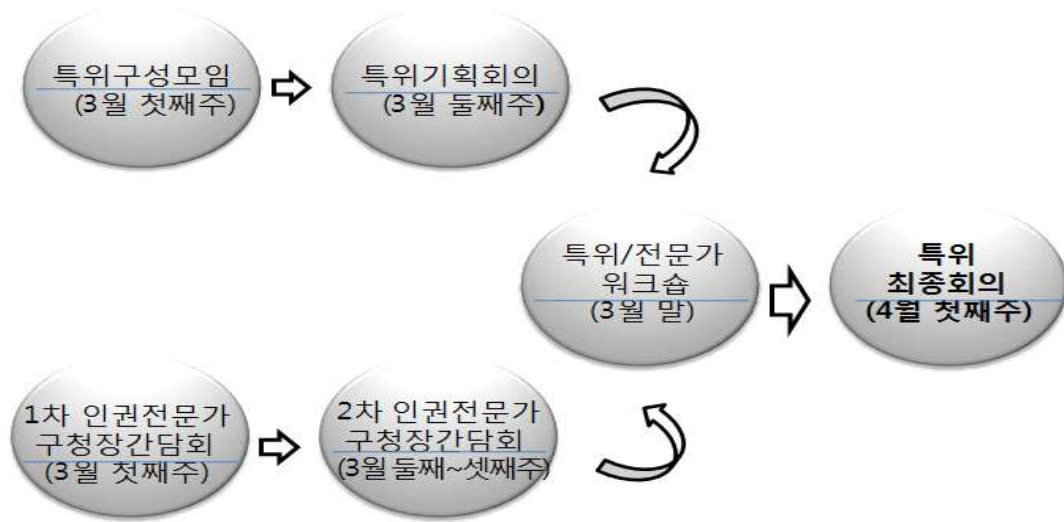 특위구성모임
(3월 첫째주)
특위기획회의
(3월 둘째주)
특위/전문가
워크숍
(3월 말)
특위
최종회의
(4월 첫째주)
1차 인권전문가
구청장간담회
(3월 첫째주)
2차 인권전문가
구청장간담회
(3월 둘째~셋째주)